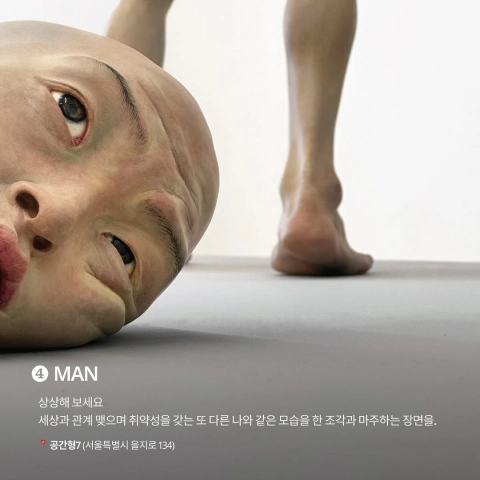 ❹ MAN
상상해 보세요
세상과 관계 맺으며 취약성을 갖는 또 다른 나와 같은 모습을 한 조각과 마주하는 장면을.
📍 공간형7 (서울특별시 을지로 134)